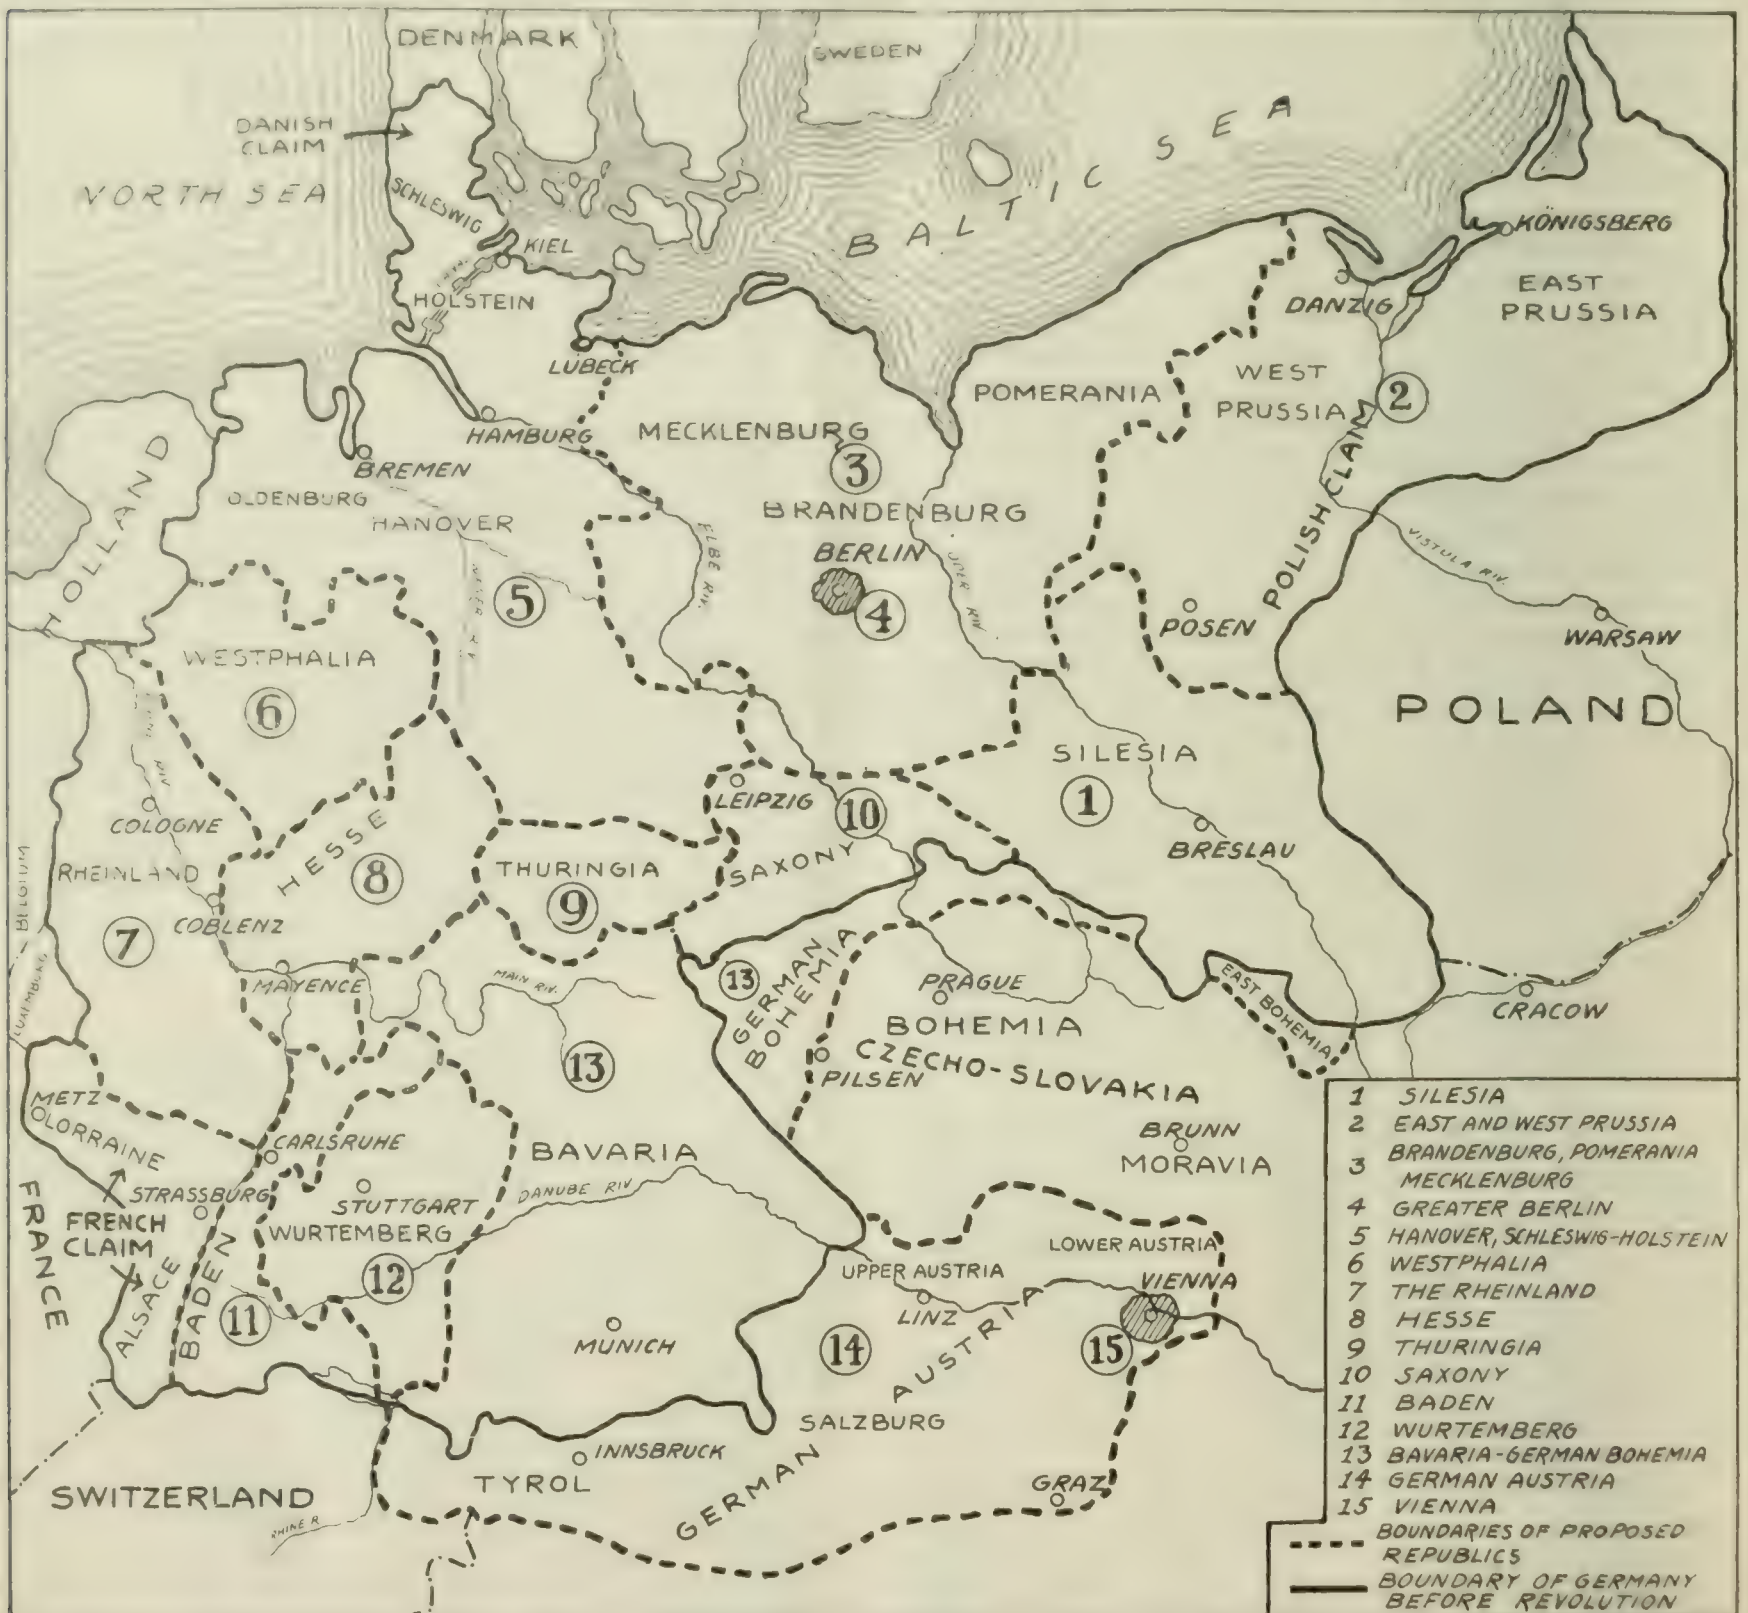 DENMARK
SWEDEN
DANISH
CLAIM
NORTH SEA
BALTIC SEA
SCHLESWIG
KIEL
HOLSTEIN
LÜBECK
KÖNIGSBERG
EAST
PRUSSIA
DANZIG
WEST
PRUSSIA
2
POLISH CLAIM
POMERANIA
HAMBURG
MECKLENBURG
3
BRANDENBURG
BERLIN
4
HOLLAND
BREMEN
OLDENBURG
HANOVER
5
WESER RIV.
ELBE RIV.
ODER RIV.
VISTULA RIV.
POSEN
WARSAW
POLAND
WESTPHALIA
6
RIV.
COLOGNE
RHEINLAND
COBLENZ
7
BELGIUM
LUXEMBURG
HESSE
8
THURINGIA
9
LEIPZIG
10
SAXONY
SILESIA
1
BRESLAU
CRACOW
MAYENCE
MAIN RIV.
13
GERMAN
BOHEMIA
PRAGUE
BOHEMIA
CZECHO-SLOVAKIA
PILSEN
EAST BOHEMIA
BRUNN
MORAVIA
13
BAVARIA
DANUBE RIV.
METZ
LORRAINE
CARLSRUHE
STRASSBURG
FRENCH
CLAIM
FRANCE
ALSACE
BADEN
11
STUTTGART
WURTEMBERG
12
MUNICH
LOWER AUSTRIA
UPPER AUSTRIA
LINZ
VIENNA
15
14
GERMAN AUSTRIA
SALZBURG
INNSBRUCK
TYROL
GRAZ
SWITZERLAND
RHINE R.
1 SILESIA
2 EAST AND WEST PRUSSIA
3 BRANDENBURG, POMERANIA
MECKLENBURG
4 GREATER BERLIN
5 HANOVER, SCHLESWIG-HOLSTEIN
6 WESTPHALIA
7 THE RHEINLAND
8 HESSE
9 THURINGIA
10 SAXONY
11 BADEN
12 WURTEMBERG
13 BAVARIA-GERMAN BOHEMIA
14 GERMAN AUSTRIA
15 VIENNA
BOUNDARIES OF PROPOSED
REPUBLICS
BOUNDARY OF GERMANY
BEFORE REVOLUTION